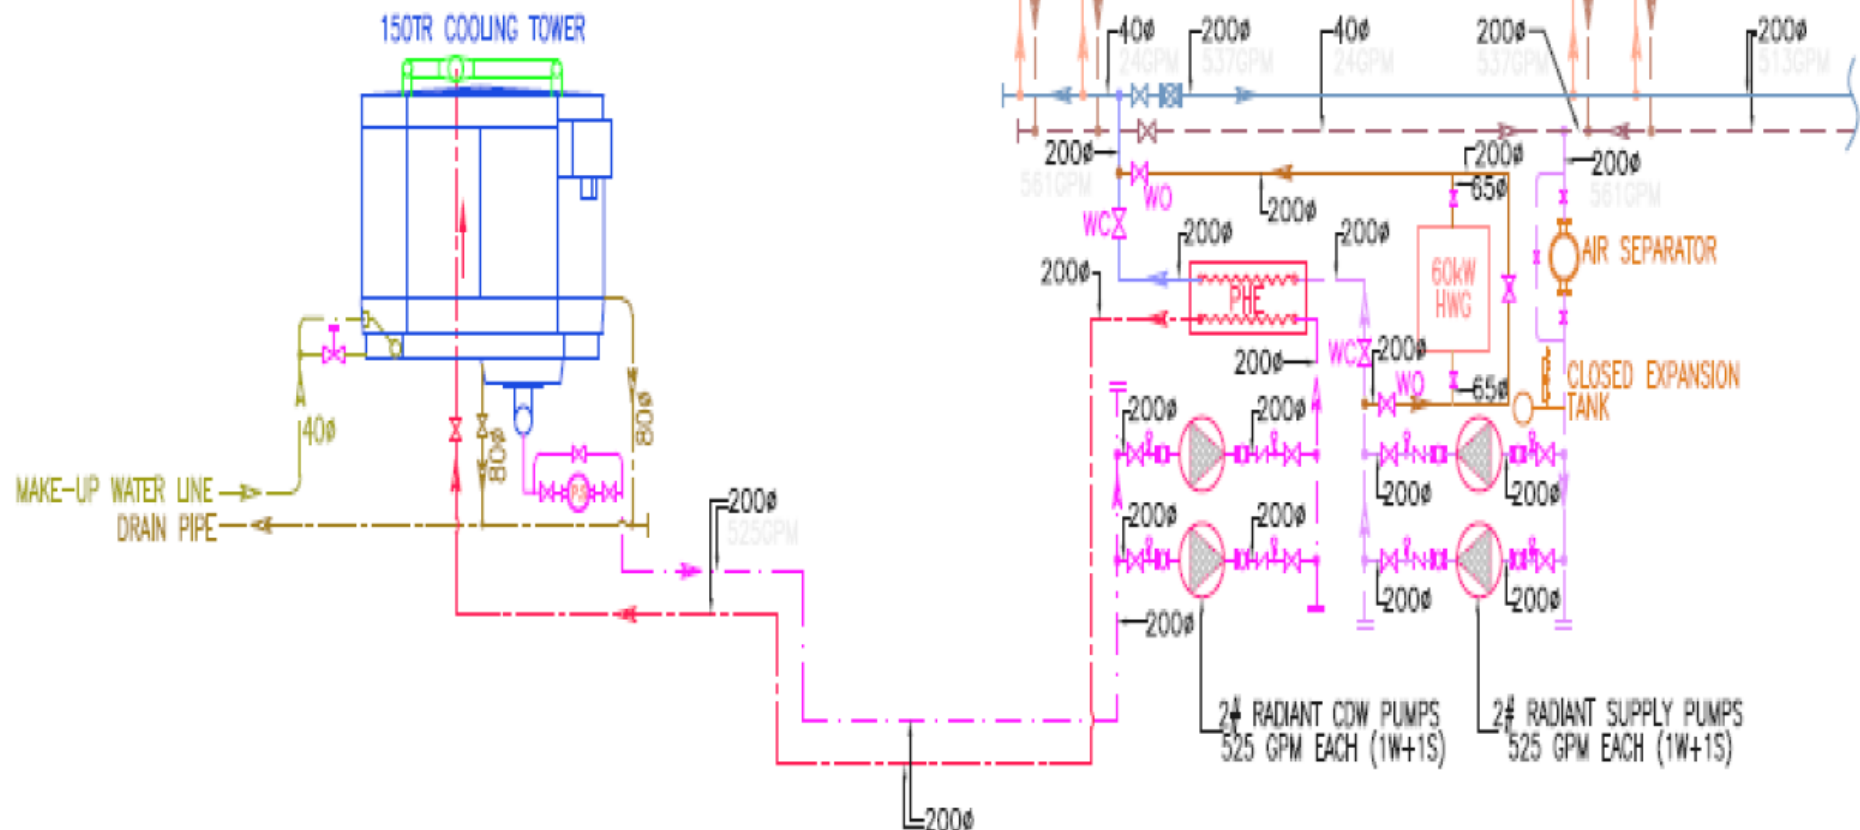 150TR COOLING TOWER
40ø
24GPM
200ø
537GPM
40ø
24GPM
200ø
537GPM
200ø
513GPM
200ø
561GPM
WO
200ø
65ø
200ø
561GPM
WC
200ø
200ø
200ø
200ø
60kW
HWG
AIR SEPARATOR
PHE
WC
200ø
200ø
WO
65ø
CLOSED EXPANSION
TANK
40ø
80ø
80ø
200ø
200ø
MAKE-UP WATER LINE
DRAIN PIPE
P.S
200ø
525GPM
200ø
200ø
200ø
200ø
200ø
200ø
200ø
2# RADIANT CDW PUMPS
525 GPM EACH (1W+1S)
2# RADIANT SUPPLY PUMPS
525 GPM EACH (1W+1S)
200ø